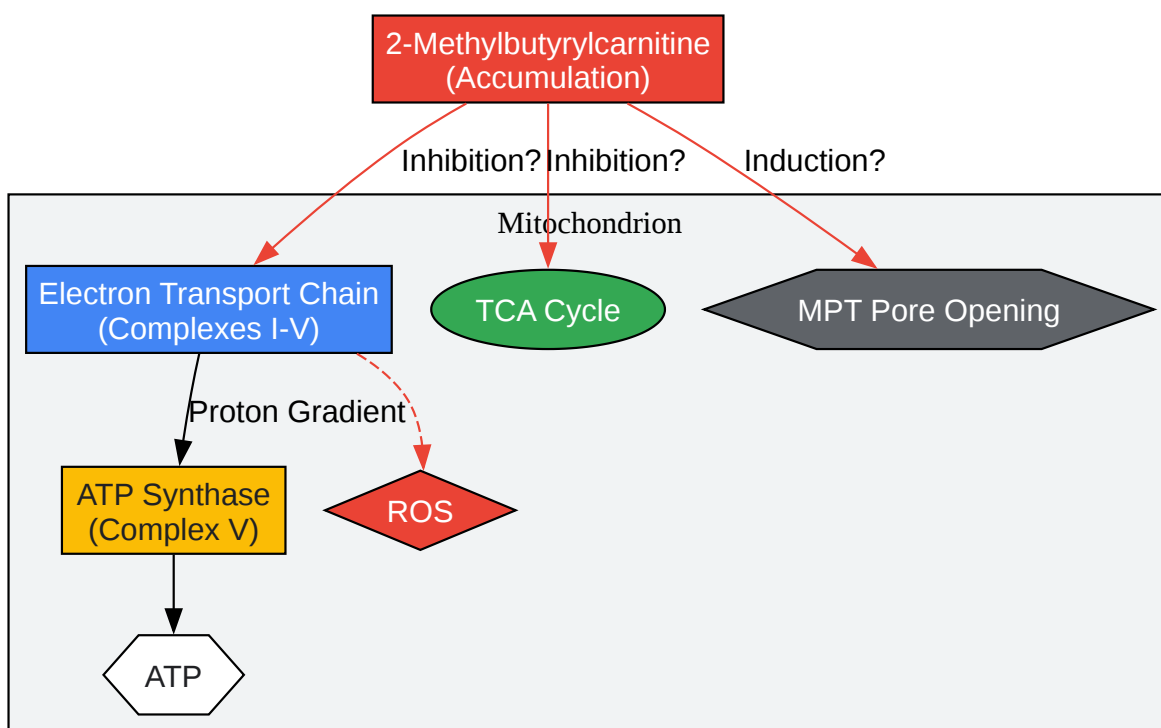 2-Methylbutyrylcarnitine
(Accumulation)
Inhibition?
Inhibition?
Induction?
Mitochondrion
Electron Transport Chain
(Complexes I-V)
TCA Cycle
MPT Pore Opening
Proton Gradient
ATP Synthase
(Complex V)
ROS
ATP